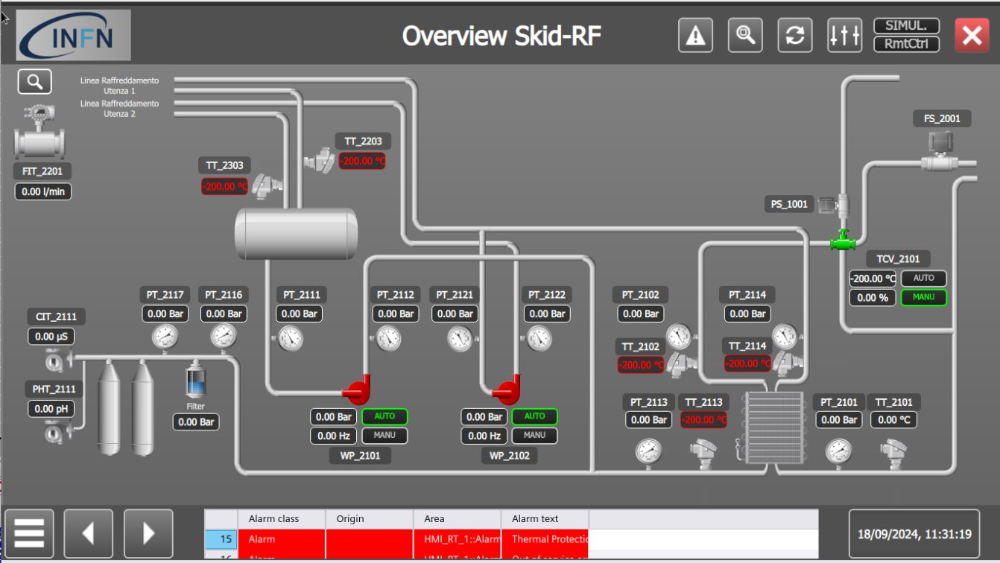 INFN
Overview Skid-RF
SIMUL.
RmtCtrl
Linea Raffreddamento
Utenza 1
Linea Raffreddamento
Utenza 2
FIT_2201
0.00 l/min
TT_2303
-200.00 °C
TT_2203
-200.00 °C
FS_2001
PS_1001
TCV_2101
-200.00 °C
AUTO
0.00 %
MANU
CIT_2111
0.00 µS
PHT_2111
0.00 pH
PT_2117
0.00 Bar
PT_2116
0.00 Bar
Filter
0.00 Bar
PT_2111
0.00 Bar
PT_2112
0.00 Bar
PT_2121
0.00 Bar
PT_2122
0.00 Bar
0.00 Bar AUTO
0.00 Hz MANU
WP_2101
0.00 Bar AUTO
0.00 Hz MANU
WP_2102
PT_2102
0.00 Bar
TT_2102
-200.00 °C
PT_2114
0.00 Bar
TT_2114
-200.00 °C
PT_2113
0.00 Bar
TT_2113
-200.00 °C
PT_2101
0.00 Bar
TT_2101
0.00 °C
Alarm class Origin Area Alarm text
15 Alarm HMI_RT_1::Alarm Thermal Protectic
16 Alarm HMI_RT_1::Alarm Out of service
18/09/2024, 11:31:19